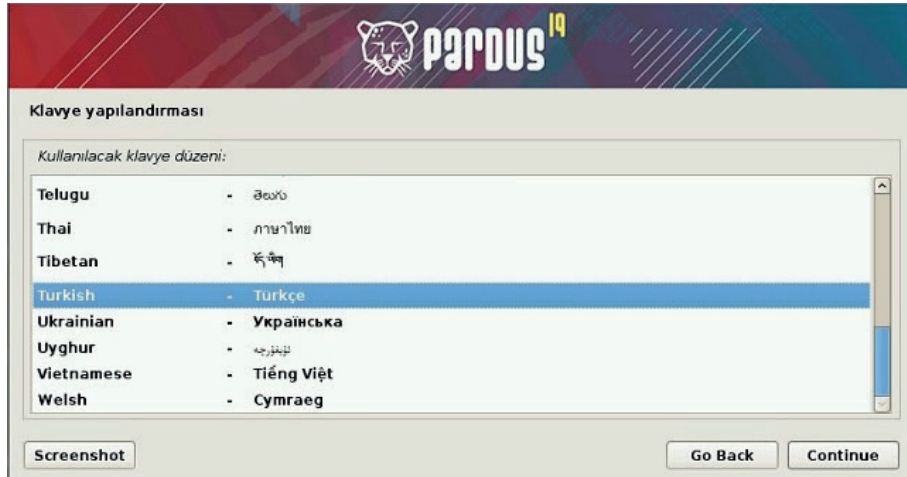 PARDUS 19
Klavye yapılandırması
Kullanılacak klavye düzeni:
Telugu - తెలుగు
Thai - ภาษาไทย
Tibetan - བོད་ཡིག
Turkish - Türkçe
Ukrainian - Українська
Uyghur - ئۇيغۇرچە
Vietnamese - Tiếng Việt
Welsh - Cymraeg
Screenshot Go Back Continue